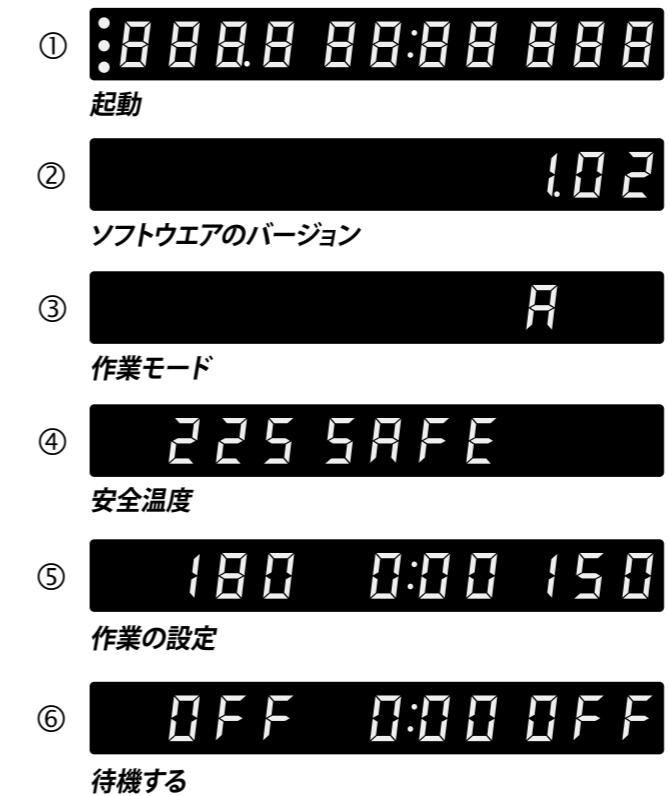 ① 888.8 88:88 888
起動
② 1.02
ソフトウエアのバージョン
③ A
作業モード
④ 225 SAFE
安全温度
⑤ 180 0:00 150
作業の設定
⑥ OFF 0:00 OFF
待機する